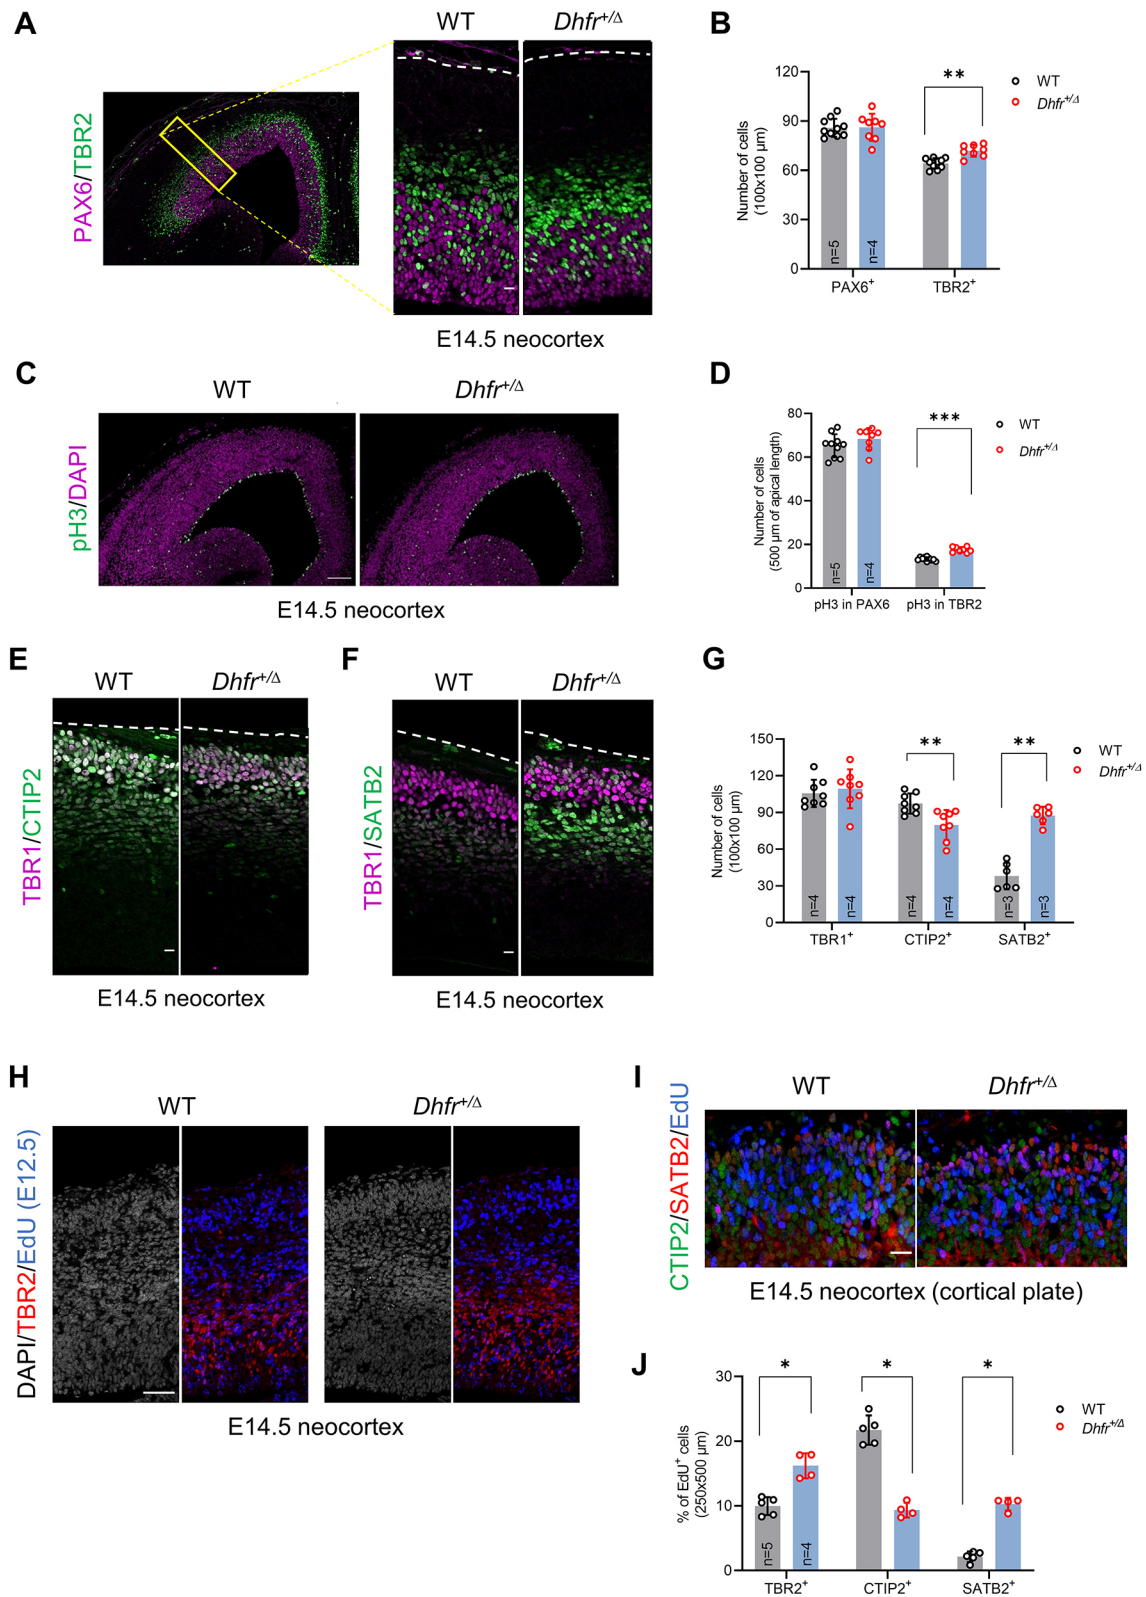 A
WT
Dhfr+/Δ
PAX6/TBR2
E14.5 neocortex
B
120
90
60
30
0
Number of cells
(100x100 µm)
**
n=5
n=4
PAX6+
TBR2+
WT
Dhfr+/Δ
C
WT
Dhfr+/Δ
pH3/DAPI
E14.5 neocortex
D
80
60
40
20
0
Number of cells
(500 µm of apical length)
***
n=5
n=4
pH3 in PAX6
pH3 in TBR2
WT
Dhfr+/Δ
E
WT
Dhfr+/Δ
TBR1/CTIP2
E14.5 neocortex
F
WT
Dhfr+/Δ
TBR1/SATB2
E14.5 neocortex
G
150
120
90
60
30
0
Number of cells
(100x100 µm)
**
**
n=4
n=4
n=4
n=4
n=3
n=3
TBR1+
CTIP2+
SATB2+
WT
Dhfr+/Δ
H
WT
Dhfr+/Δ
DAPI/TBR2/EdU (E12.5)
E14.5 neocortex
I
WT
Dhfr+/Δ
CTIP2/SATB2/EdU
E14.5 neocortex (cortical plate)
J
30
20
10
0
% of EdU+ cells
(250x500 µm)
*
*
*
n=5
n=4
TBR2+
CTIP2+
SATB2+
WT
Dhfr+/Δ